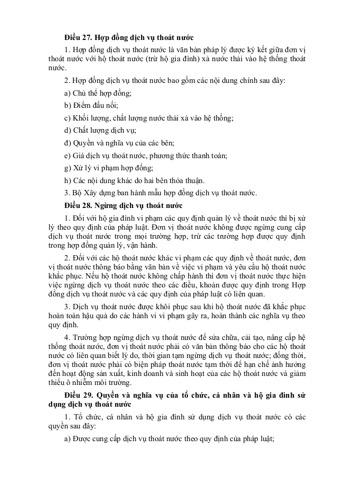 Điều 27. Hợp đồng dịch vụ thoát nước
1. Hợp đồng dịch vụ thoát nước là văn bản pháp lý được ký kết giữa đơn vị
thoát nước với hộ thoát nước (trừ hộ gia đình) xả nước thải vào hệ thống thoát
nước.
2. Hợp đồng dịch vụ thoát nước bao gồm các nội dung chính sau đây:
a) Chủ thể hợp đồng;
b) Điểm đấu nối;
c) Khối lượng, chất lượng nước thải xả vào hệ thống;
d) Chất lượng dịch vụ;
đ) Quyền và nghĩa vụ của các bên;
e) Giá dịch vụ thoát nước, phương thức thanh toán;
g) Xử lý vi phạm hợp đồng;
h) Các nội dung khác do hai bên thỏa thuận.
3. Bộ Xây dựng ban hành mẫu hợp đồng dịch vụ thoát nước.
Điều 28. Ngừng dịch vụ thoát nước
1. Đối với hộ gia đình vi phạm các quy định quản lý về thoát nước thì bị xử
lý theo quy định của pháp luật. Đơn vị thoát nước không được ngừng cung cấp
dịch vụ thoát nước trong mọi trường hợp, trừ các trường hợp được quy định
trong hợp đồng quản lý, vận hành.
2. Đối với các hộ thoát nước khác vi phạm các quy định về thoát nước, đơn
vị thoát nước thông báo bằng văn bản về việc vi phạm và yêu cầu hộ thoát nước
khắc phục. Nếu hộ thoát nước không chấp hành thì đơn vị thoát nước thực hiện
việc ngừng dịch vụ thoát nước theo các điều, khoản được quy định trong Hợp
đồng dịch vụ thoát nước và các quy định của pháp luật có liên quan.
3. Dịch vụ thoát nước được khôi phục sau khi hộ thoát nước đã khắc phục
hoàn toàn hậu quả do các hành vi vi phạm gây ra, hoàn thành các nghĩa vụ theo
quy định.
4. Trường hợp ngừng dịch vụ thoát nước để sửa chữa, cải tạo, nâng cấp hệ
thống thoát nước, đơn vị thoát nước phải có văn bản thông báo cho các hộ thoát
nước có liên quan biết lý do, thời gian tạm ngừng dịch vụ thoát nước; đồng thời,
đơn vị thoát nước phải có biện pháp thoát nước tạm thời để hạn chế ảnh hưởng
đến hoạt động sản xuất, kinh doanh và sinh hoạt của các hộ thoát nước và giảm
thiểu ô nhiễm môi trường.
Điều 29. Quyền và nghĩa vụ của tổ chức, cá nhân và hộ gia đình sử
dụng dịch vụ thoát nước
1. Tổ chức, cá nhân và hộ gia đình sử dụng dịch vụ thoát nước có các
quyền sau đây:
a) Được cung cấp dịch vụ thoát nước theo quy định của pháp luật;